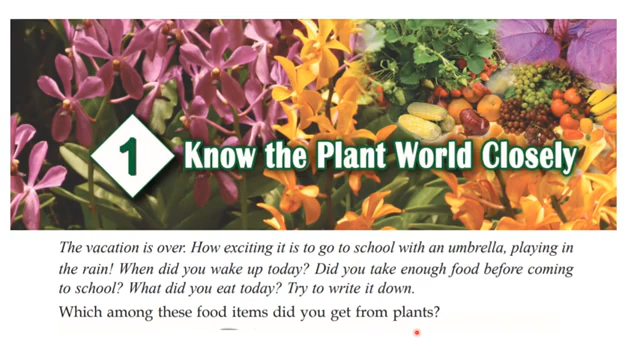 1 Know the Plant World Closely
The vacation is over. How exciting it is to go to school with an umbrella, playing in
the rain! When did you wake up today? Did you take enough food before coming
to school? What did you eat today? Try to write it down.
Which among these food items did you get from plants?